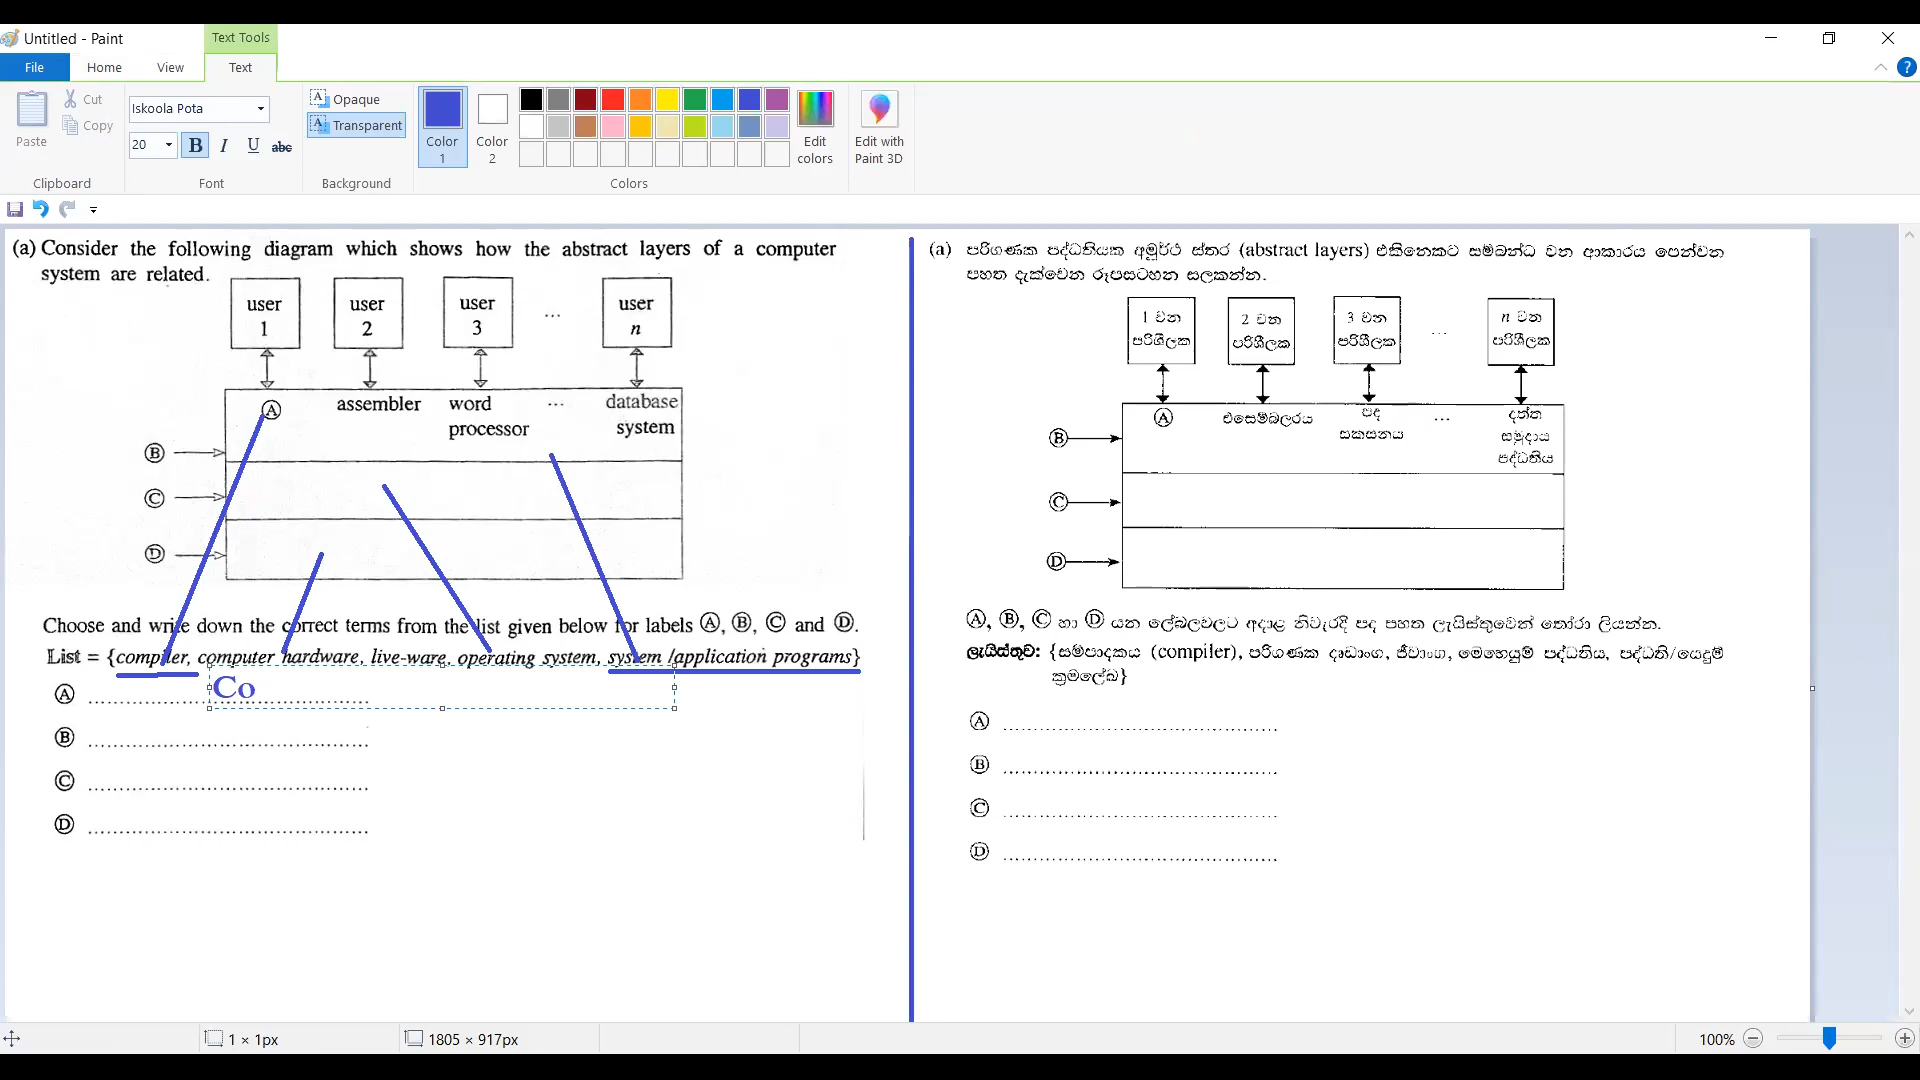 Untitled - Paint
Text Tools
File
Home
View
Text
Paste
Cut
Copy
Clipboard
Iskoola Pota
20
B I U abc
Font
Opaque
Transparent
Background
Color 1
Color 2
Edit colors
Edit with Paint 3D
Colors
(a) Consider the following diagram which shows how the abstract layers of a computer
system are related.
user 1
user 2
user 3
...
user n
A
assembler
word processor
...
database system
B
C
D
Choose and write down the correct terms from the list given below for labels Ⓐ, Ⓑ, Ⓒ and Ⓓ.
List = {compiler, computer hardware, live-ware, operating system, system /application programs}
Ⓐ Co
Ⓑ
Ⓒ
Ⓓ
(a) පරිගණක පද්ධතියක අමූර්ථ ස්තර (abstract layers) එකිනෙකට සම්බන්ධ වන ආකාරය පෙන්වන
පහත දැක්වෙන රූපසටහන සලකන්න.
1 වන පරිශීලක
2 වන පරිශීලක
3 වන පරිශීලක
...
n වන පරිශීලක
A
එසෙම්බලරය
පද සකසනය
...
දත්ත සමුදාය පද්ධතිය
B
C
D
Ⓐ, Ⓑ, Ⓒ හා Ⓓ යන ලේබලවලට අදාළ නිවැරදි පද පහත ලැයිස්තුවෙන් තෝරා ලියන්න.
ලැයිස්තුව: {සම්පාදකය (compiler), පරිගණක දෘඩාංග, ජීවාංග, මෙහෙයුම් පද්ධතිය, පද්ධති/යෙදුම්
ක්‍රමලේඛ}
Ⓐ
Ⓑ
Ⓒ
Ⓓ
1 × 1px
1805 × 917px
100%